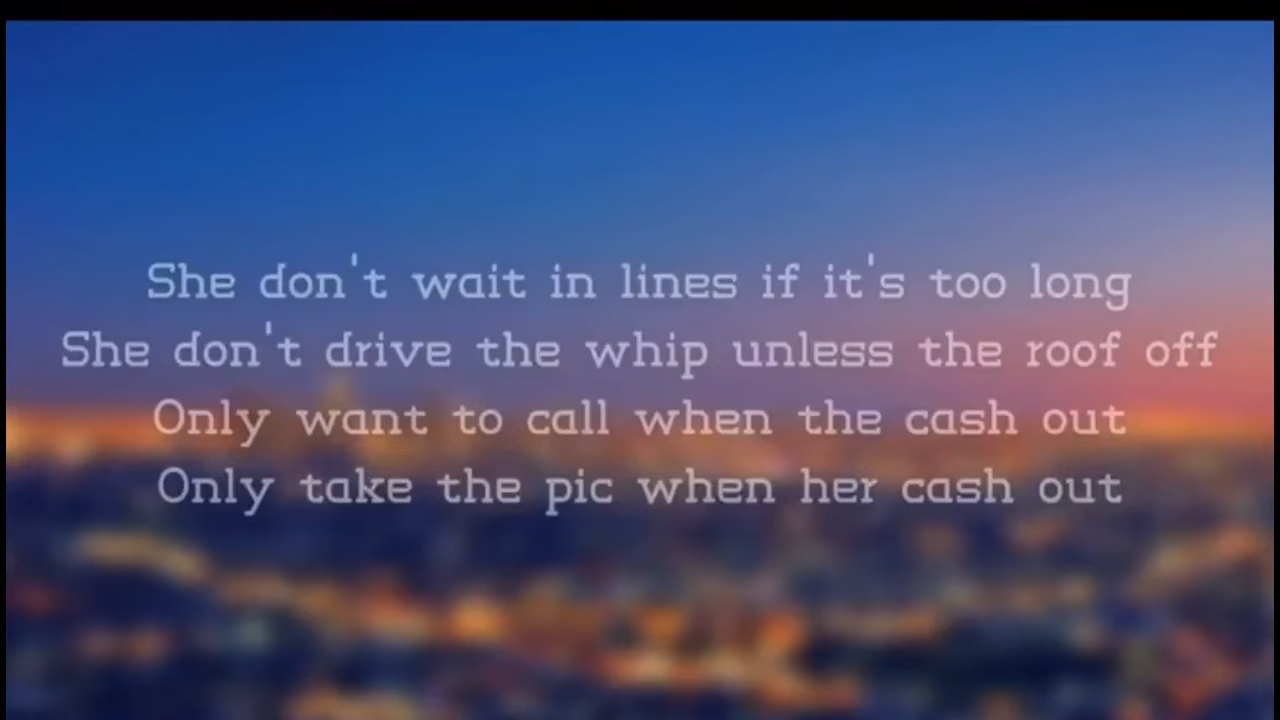 She don't wait in lines if it's too long
She don't drive the whip unless the roof off
Only want to call when the cash out
Only take the pic when her cash out